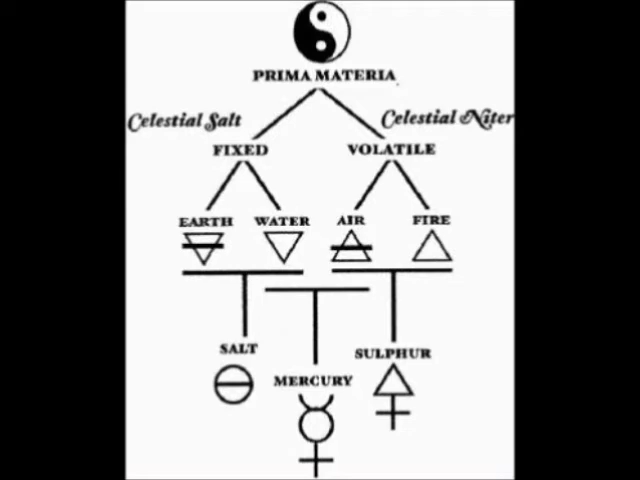 PRIMA MATERIA
Celestial Salt
Celestial Niter
FIXED
VOLATILE
EARTH
WATER
AIR
FIRE
SALT
SULPHUR
MERCURY